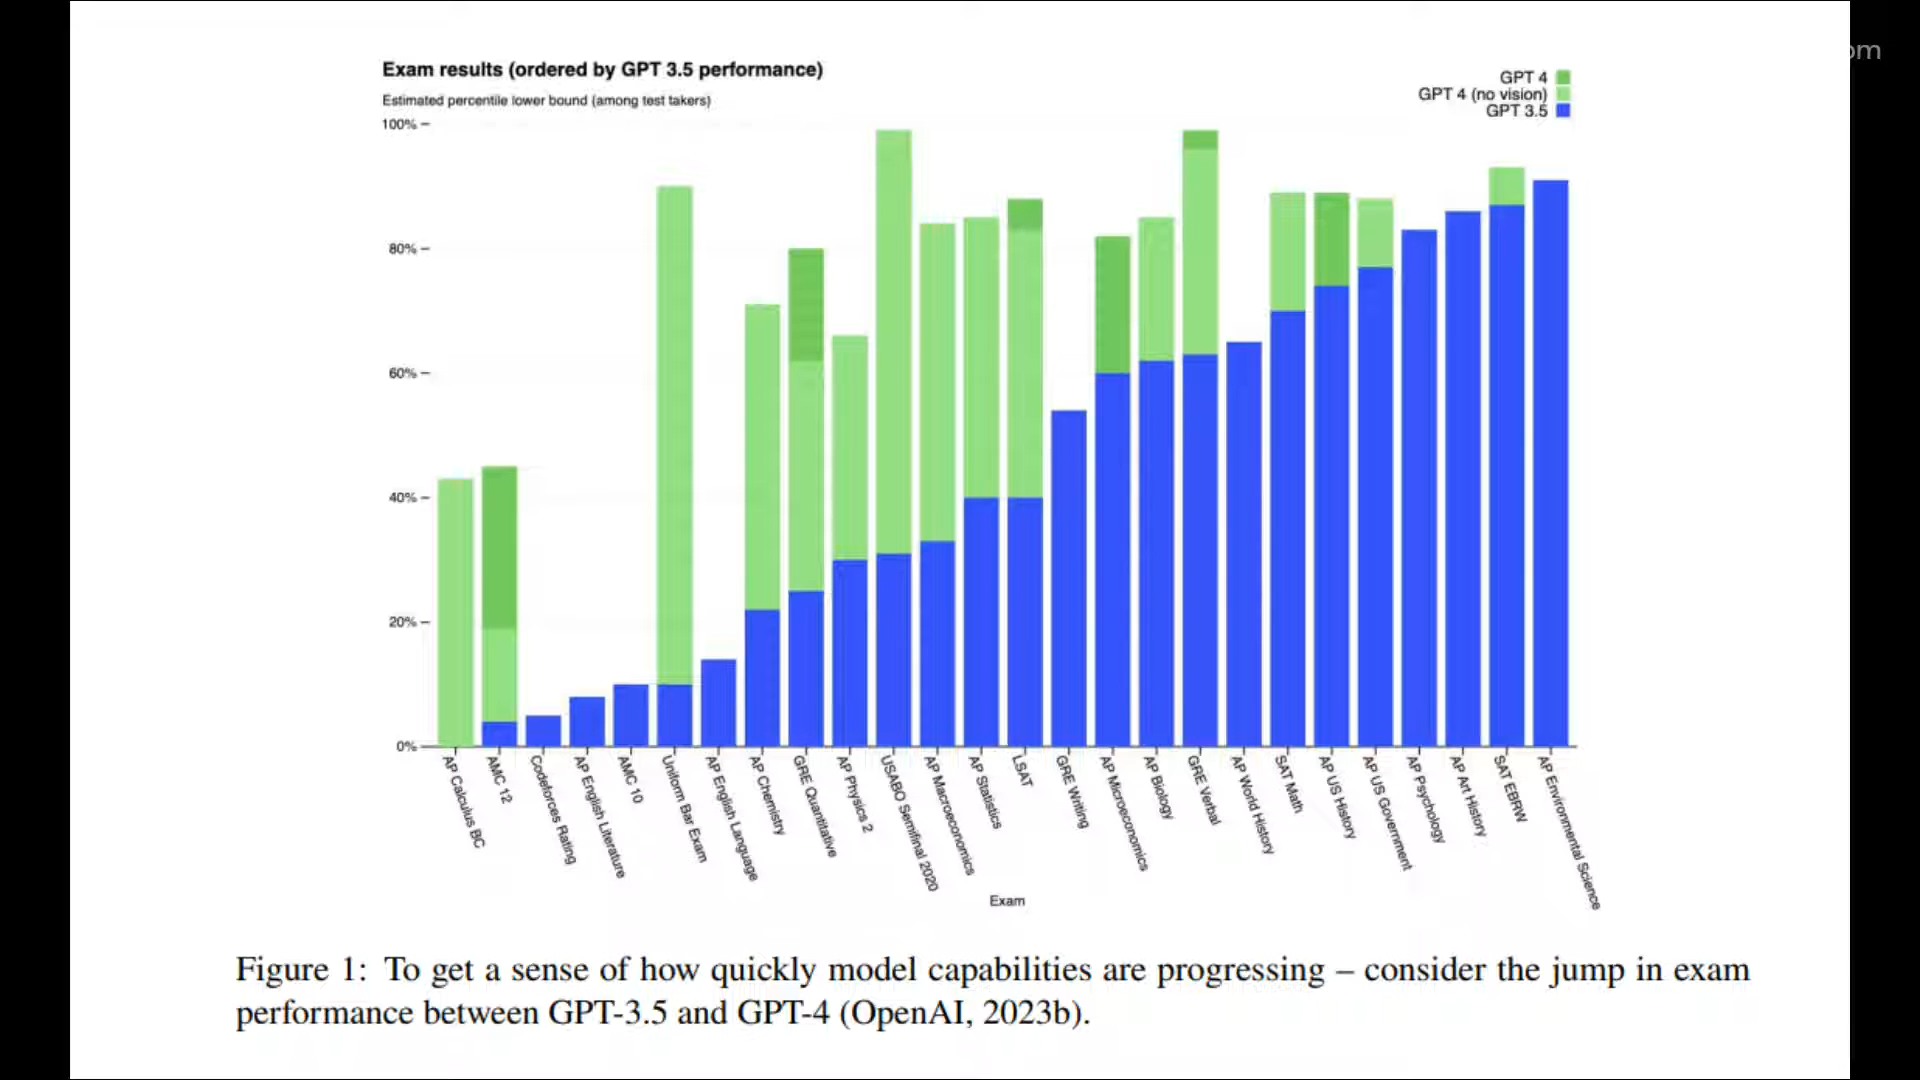 om
Exam results (ordered by GPT 3.5 performance)
Estimated percentile lower bound (among test takers)
GPT 4
GPT 4 (no vision)
GPT 3.5
100%
80%
60%
40%
20%
0%
AP Calculus BC
AMC 12
Codeforces Rating
AP English Literature
AMC 10
Uniform Bar Exam
AP English Language
AP Chemistry
GRE Quantitative
AP Physics 2
USABO Semifinal 2020
AP Macroeconomics
AP Statistics
LSAT
GRE Writing
AP Microeconomics
AP Biology
GRE Verbal
AP World History
SAT Math
AP US History
AP US Government
AP Psychology
AP Art History
SAT EBRW
AP Environmental Science
Exam
Figure 1: To get a sense of how quickly model capabilities are progressing – consider the jump in exam
performance between GPT-3.5 and GPT-4 (OpenAI, 2023b).